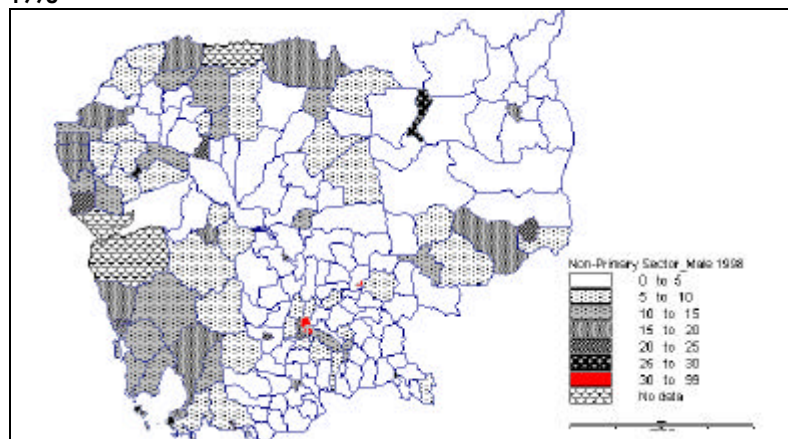 Non-Primary Sector_Male 1998
0 to 5
5 to 10
10 to 15
15 to 20
20 to 25
25 to 30
30 to 99
No data